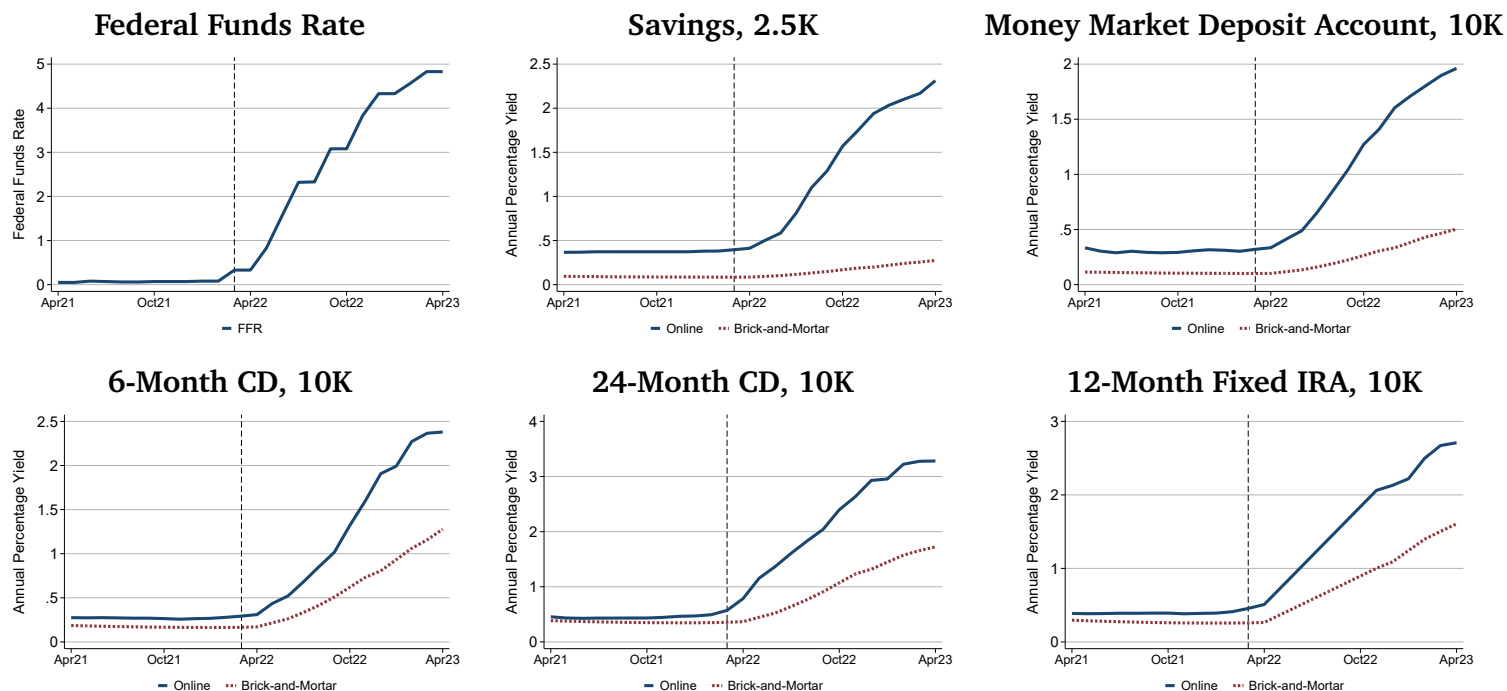 Federal Funds Rate
Federal Funds Rate
5
4
3
2
1
0
Apr21 Oct21 Apr22 Oct22 Apr23
FFR
Savings, 2.5K
Annual Percentage Yield
2.5
2
1.5
1
.5
0
Apr21 Oct21 Apr22 Oct22 Apr23
Online Brick-and-Mortar
Money Market Deposit Account, 10K
Annual Percentage Yield
2
1.5
1
.5
0
Apr21 Oct21 Apr22 Oct22 Apr23
Online Brick-and-Mortar
6-Month CD, 10K
Annual Percentage Yield
2.5
2
1.5
1
.5
0
Apr21 Oct21 Apr22 Oct22 Apr23
Online Brick-and-Mortar
24-Month CD, 10K
Annual Percentage Yield
4
3
2
1
0
Apr21 Oct21 Apr22 Oct22 Apr23
Online Brick-and-Mortar
12-Month Fixed IRA, 10K
Annual Percentage Yield
3
2
1
0
Apr21 Oct21 Apr22 Oct22 Apr23
Online Brick-and-Mortar